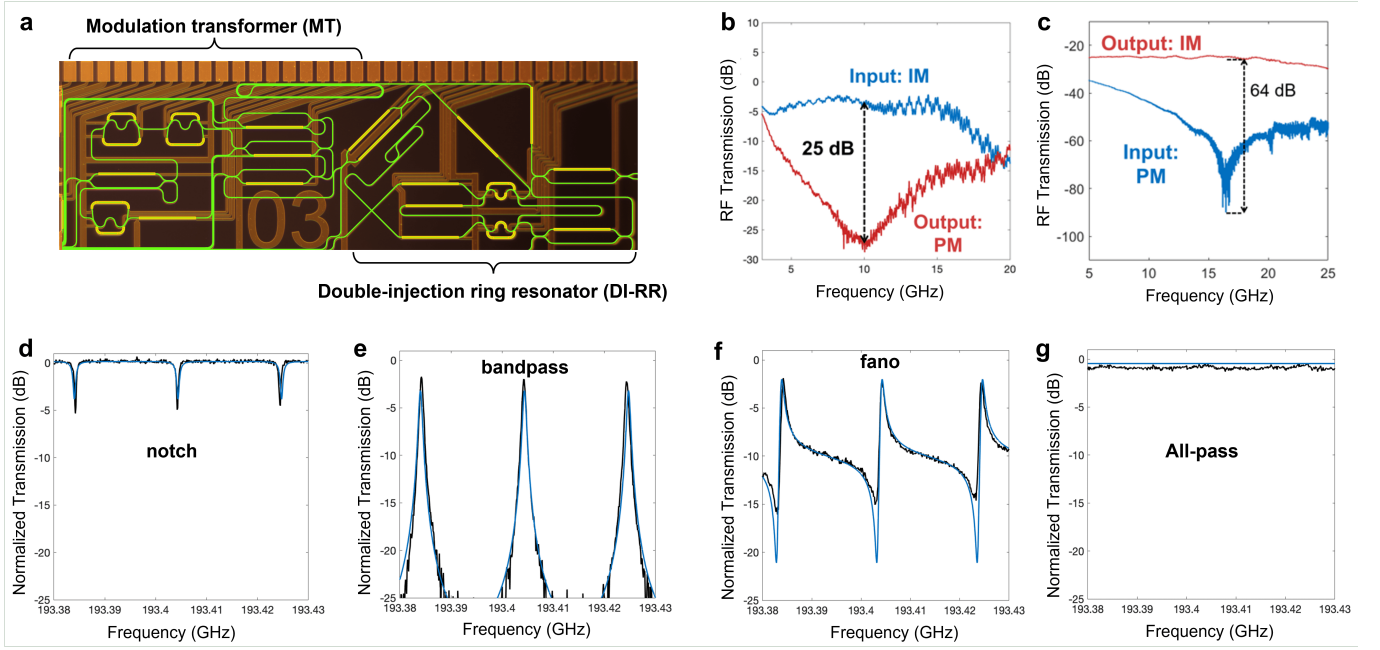 a
Modulation transformer (MT)
03
Double-injection ring resonator (DI-RR)
b
10
5
0
-5
-10
-15
-20
-25
-30
RF Transmission (dB)
Input: IM
25 dB
Output:
PM
5
10
15
20
Frequency (GHz)
c
-20
-40
-60
-80
-100
RF Transmission (dB)
Output: IM
64 dB
Input:
PM
5
10
15
20
25
Frequency (GHz)
d
0
-5
-10
-15
-20
-25
Normalized Transmission (dB)
notch
193.38
193.39
193.4
193.41
193.42
193.43
Frequency (GHz)
e
0
-5
-10
-15
-20
-25
Normalized Transmission (dB)
bandpass
193.38
193.39
193.4
193.41
193.42
193.43
Frequency (GHz)
f
0
-5
-10
-15
-20
-25
Normalized Transmission (dB)
fano
193.38
193.39
193.4
193.41
193.42
193.43
Frequency (GHz)
g
0
-5
-10
-15
-20
-25
Normalized Transmission (dB)
All-pass
193.38
193.39
193.4
193.41
193.42
193.43
Frequency (GHz)